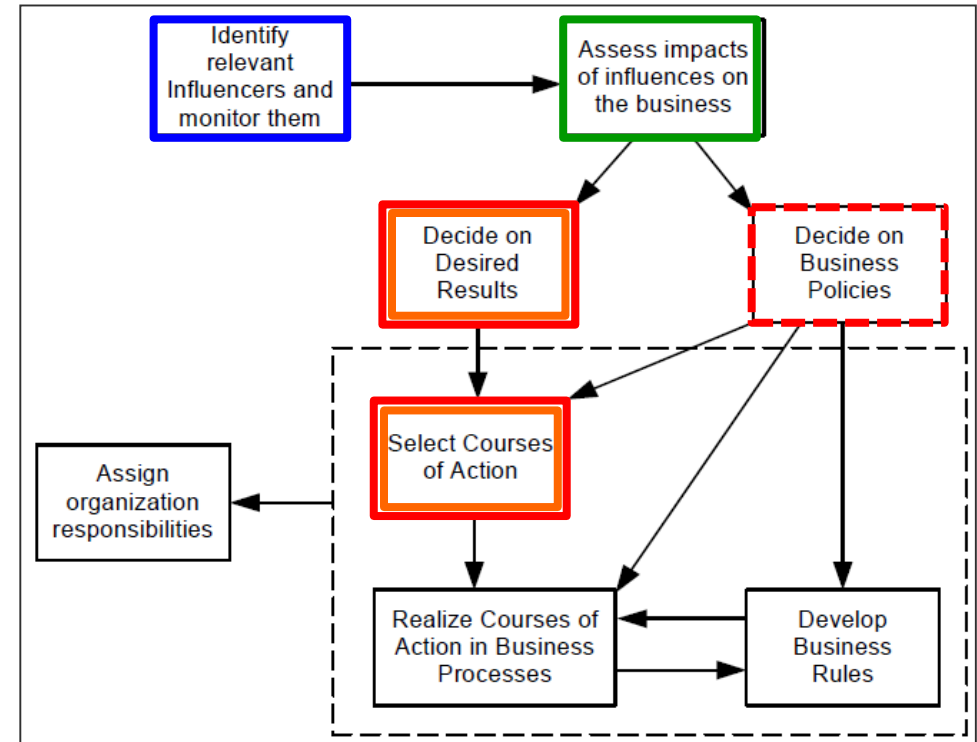 Identify
relevant
Influencers and
monitor them
Assess impacts
of influences on
the business
Decide on
Desired
Results
Decide on
Business
Policies
Select Courses
of Action
Assign
organization
responsibilities
Realize Courses of
Action in Business
Processes
Develop
Business
Rules